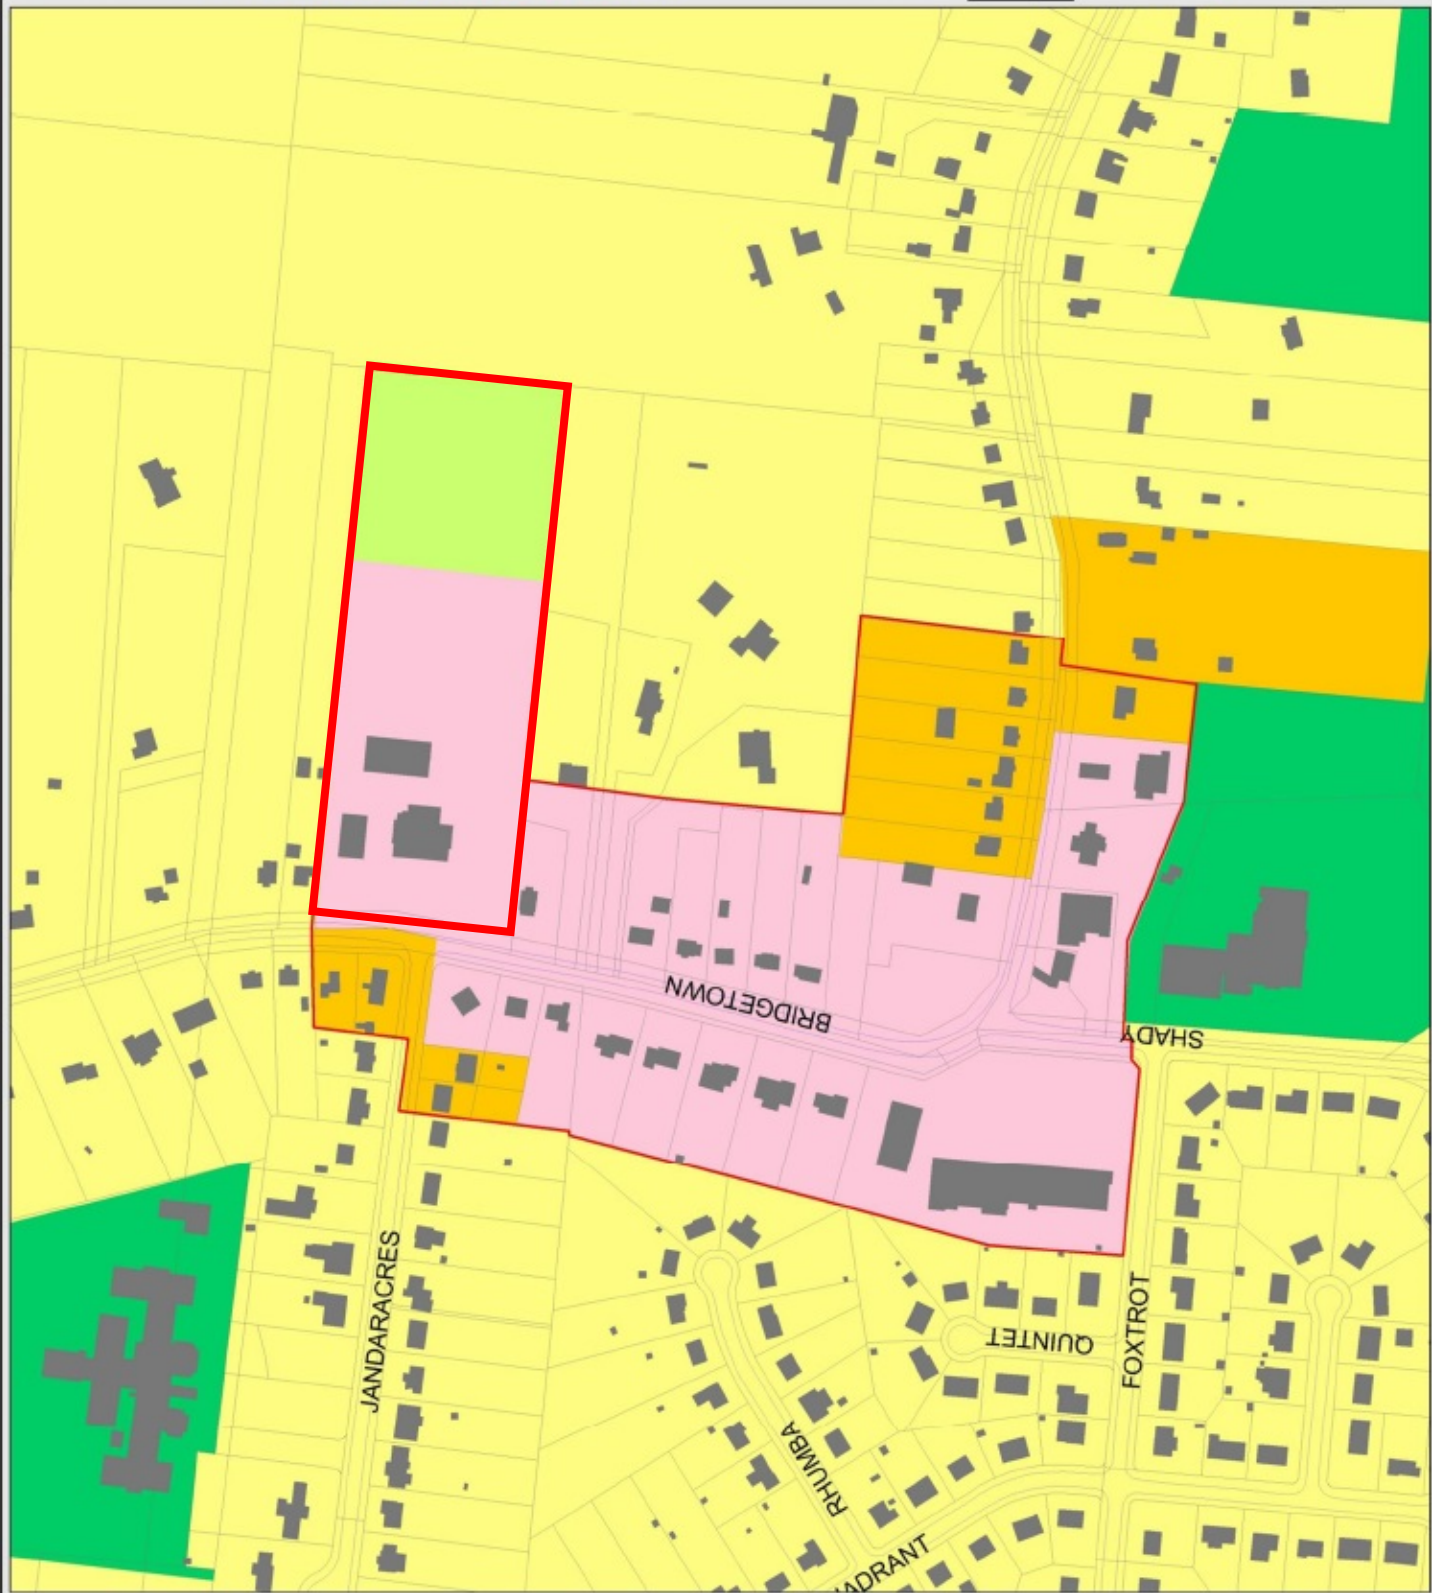 BRIDGETOWN
SHADY
JANDARACRES
FOXTROT
QUINTET
RHUMBA
ADRANT